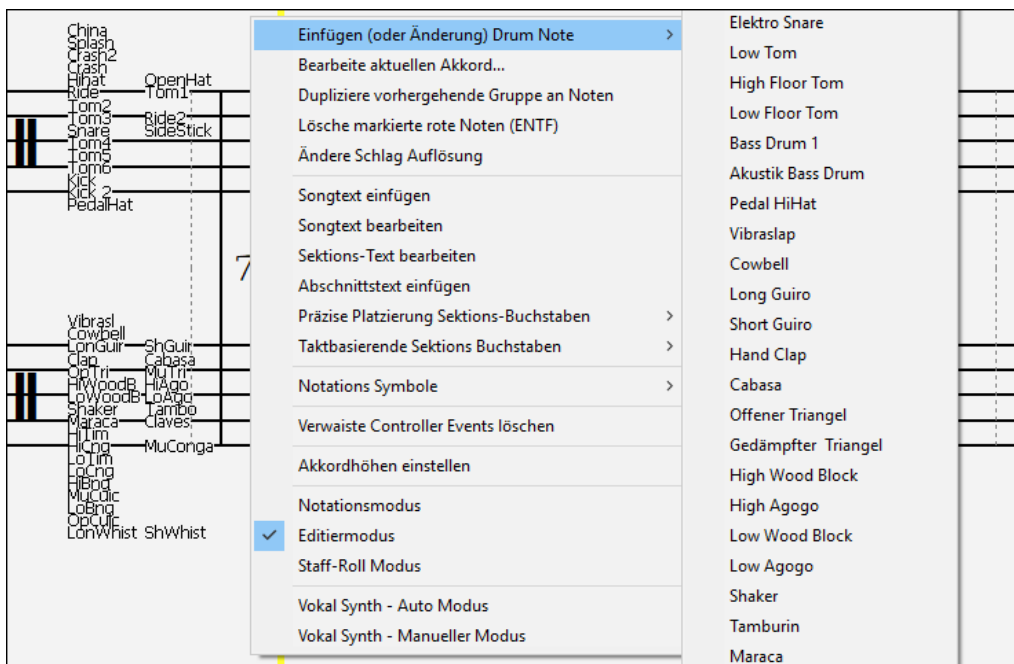 China
Splash
Crash2
Crash
Hihat OpenHat
Ride Tom1
Tom2
Tom3 Ride2
Snare SideStick
Tom4
Tom5
Tom6
Kick
Kick 2
PedalHat
7
Vibrasl
Cowbell
LonGuir ShGuir
Clap Cabasa
OpTri MuTri
HiWoodB HiAgo
LoWoodB LoAgo
Shaker Tambo
Maraca Claves
HiTim
HiCng MuConga
LoTim
LoCng
HiBng
MuCuic
LoBng
OpCuic
LonWhist ShWhist
Einfügen (oder Änderung) Drum Note
Bearbeite aktuellen Akkord...
Dupliziere vorhergehende Gruppe an Noten
Lösche markierte rote Noten (ENTF)
Ändere Schlag Auflösung
Songtext einfügen
Songtext bearbeiten
Sektions-Text bearbeiten
Abschnittstext einfügen
Präzise Platzierung Sektions-Buchstaben
Taktbasierende Sektions Buchstaben
Notations Symbole
Verwaiste Controller Events löschen
Akkordhöhen einstellen
Notationsmodus
Editiermodus
Staff-Roll Modus
Vokal Synth - Auto Modus
Vokal Synth - Manueller Modus
Elektro Snare
Low Tom
High Floor Tom
Low Floor Tom
Bass Drum 1
Akustik Bass Drum
Pedal HiHat
Vibraslap
Cowbell
Long Guiro
Short Guiro
Hand Clap
Cabasa
Offener Triangel
Gedämpfter Triangel
High Wood Block
High Agogo
Low Wood Block
Low Agogo
Shaker
Tamburin
Maraca